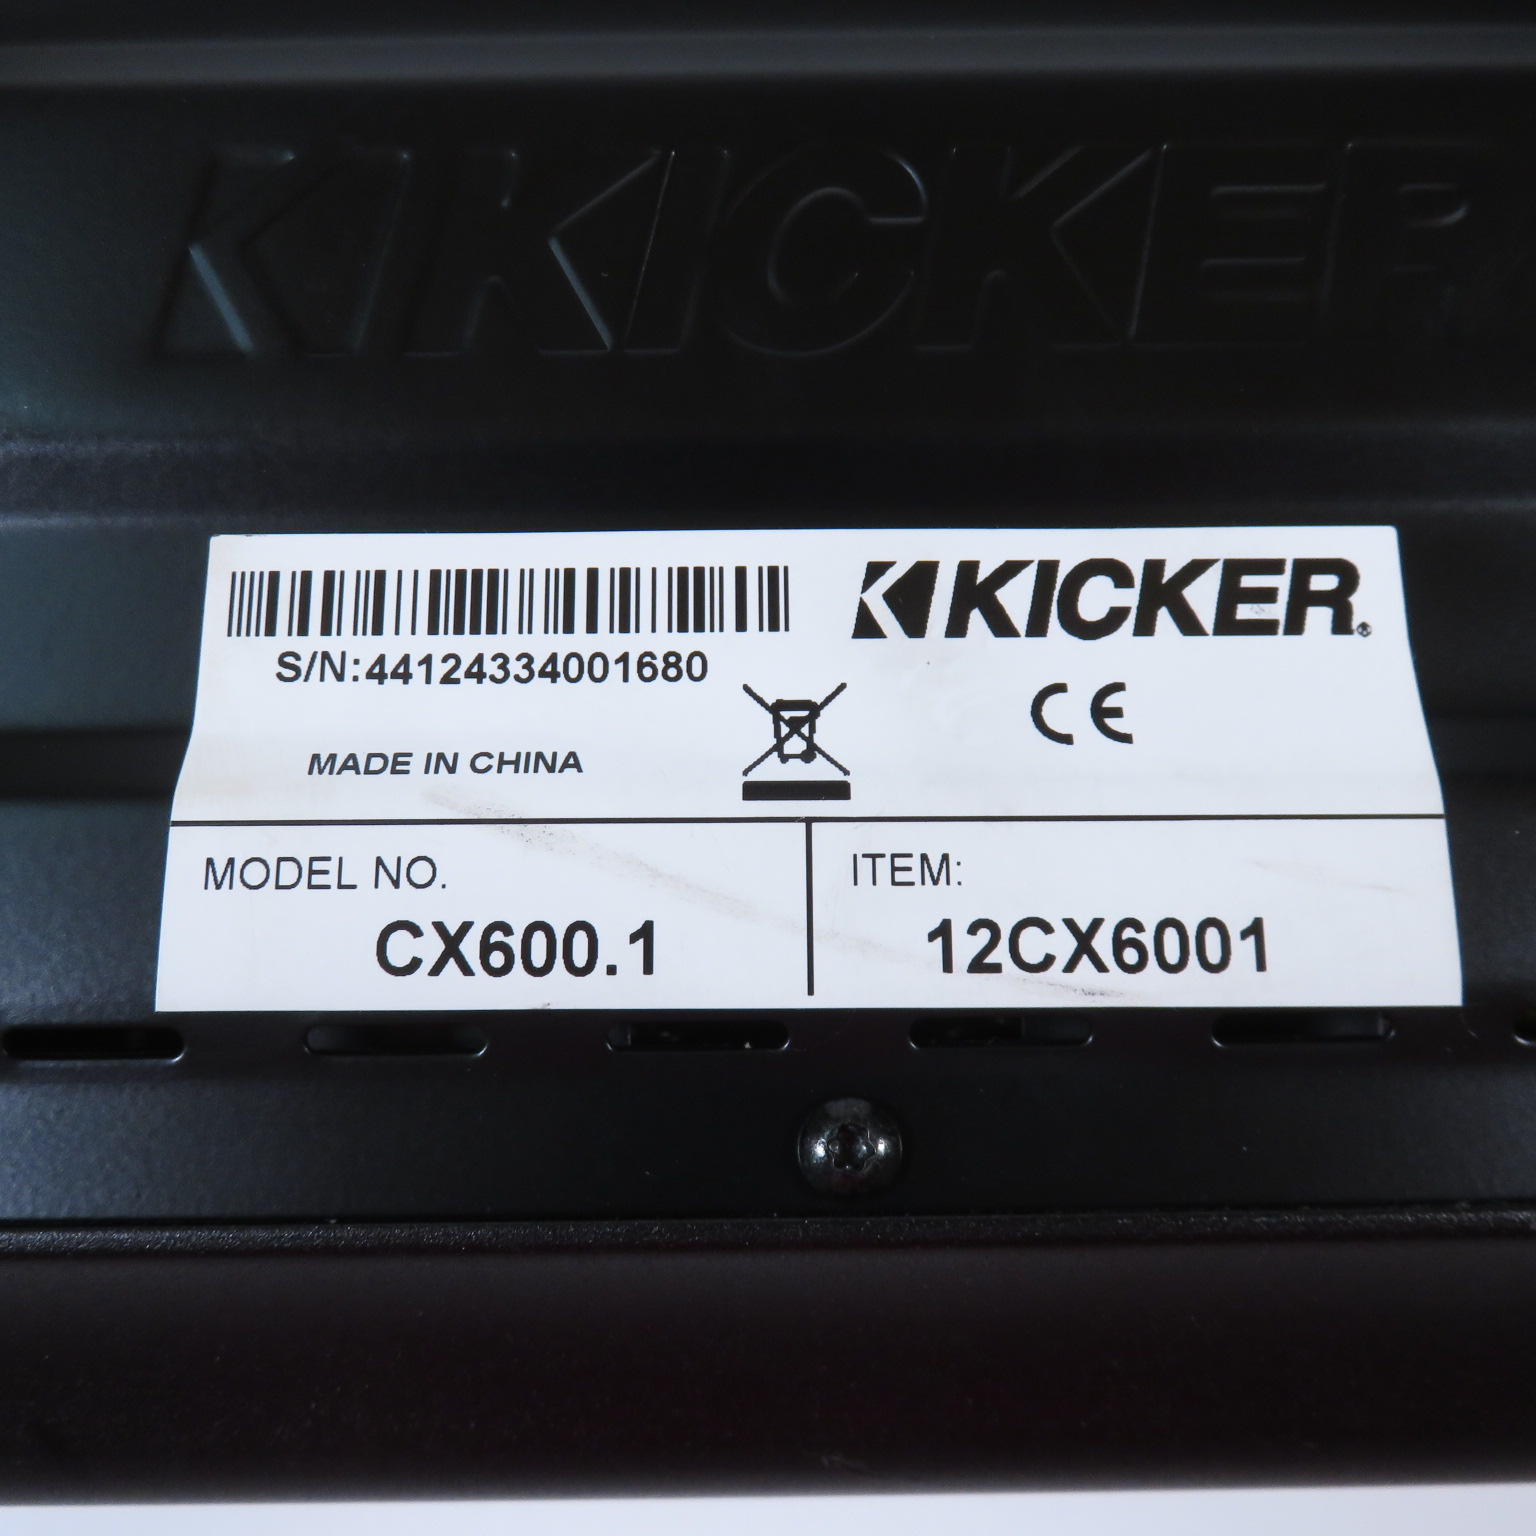 KICKER
KICKER®
S/N:44124334001680
CE
MADE IN CHINA
MODEL NO.
CX600.1
ITEM:
12CX6001